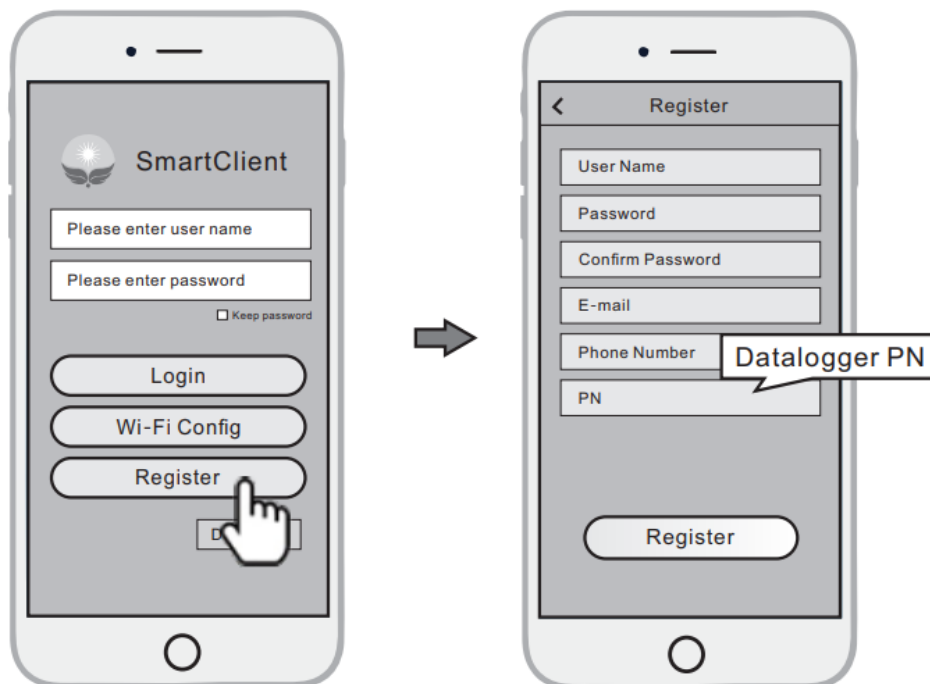 SmartClient
Please enter user name
Please enter password
Keep password
Login
Wi-Fi Config
Register
Register
User Name
Password
Confirm Password
E-mail
Phone Number
Datalogger PN
PN
Register